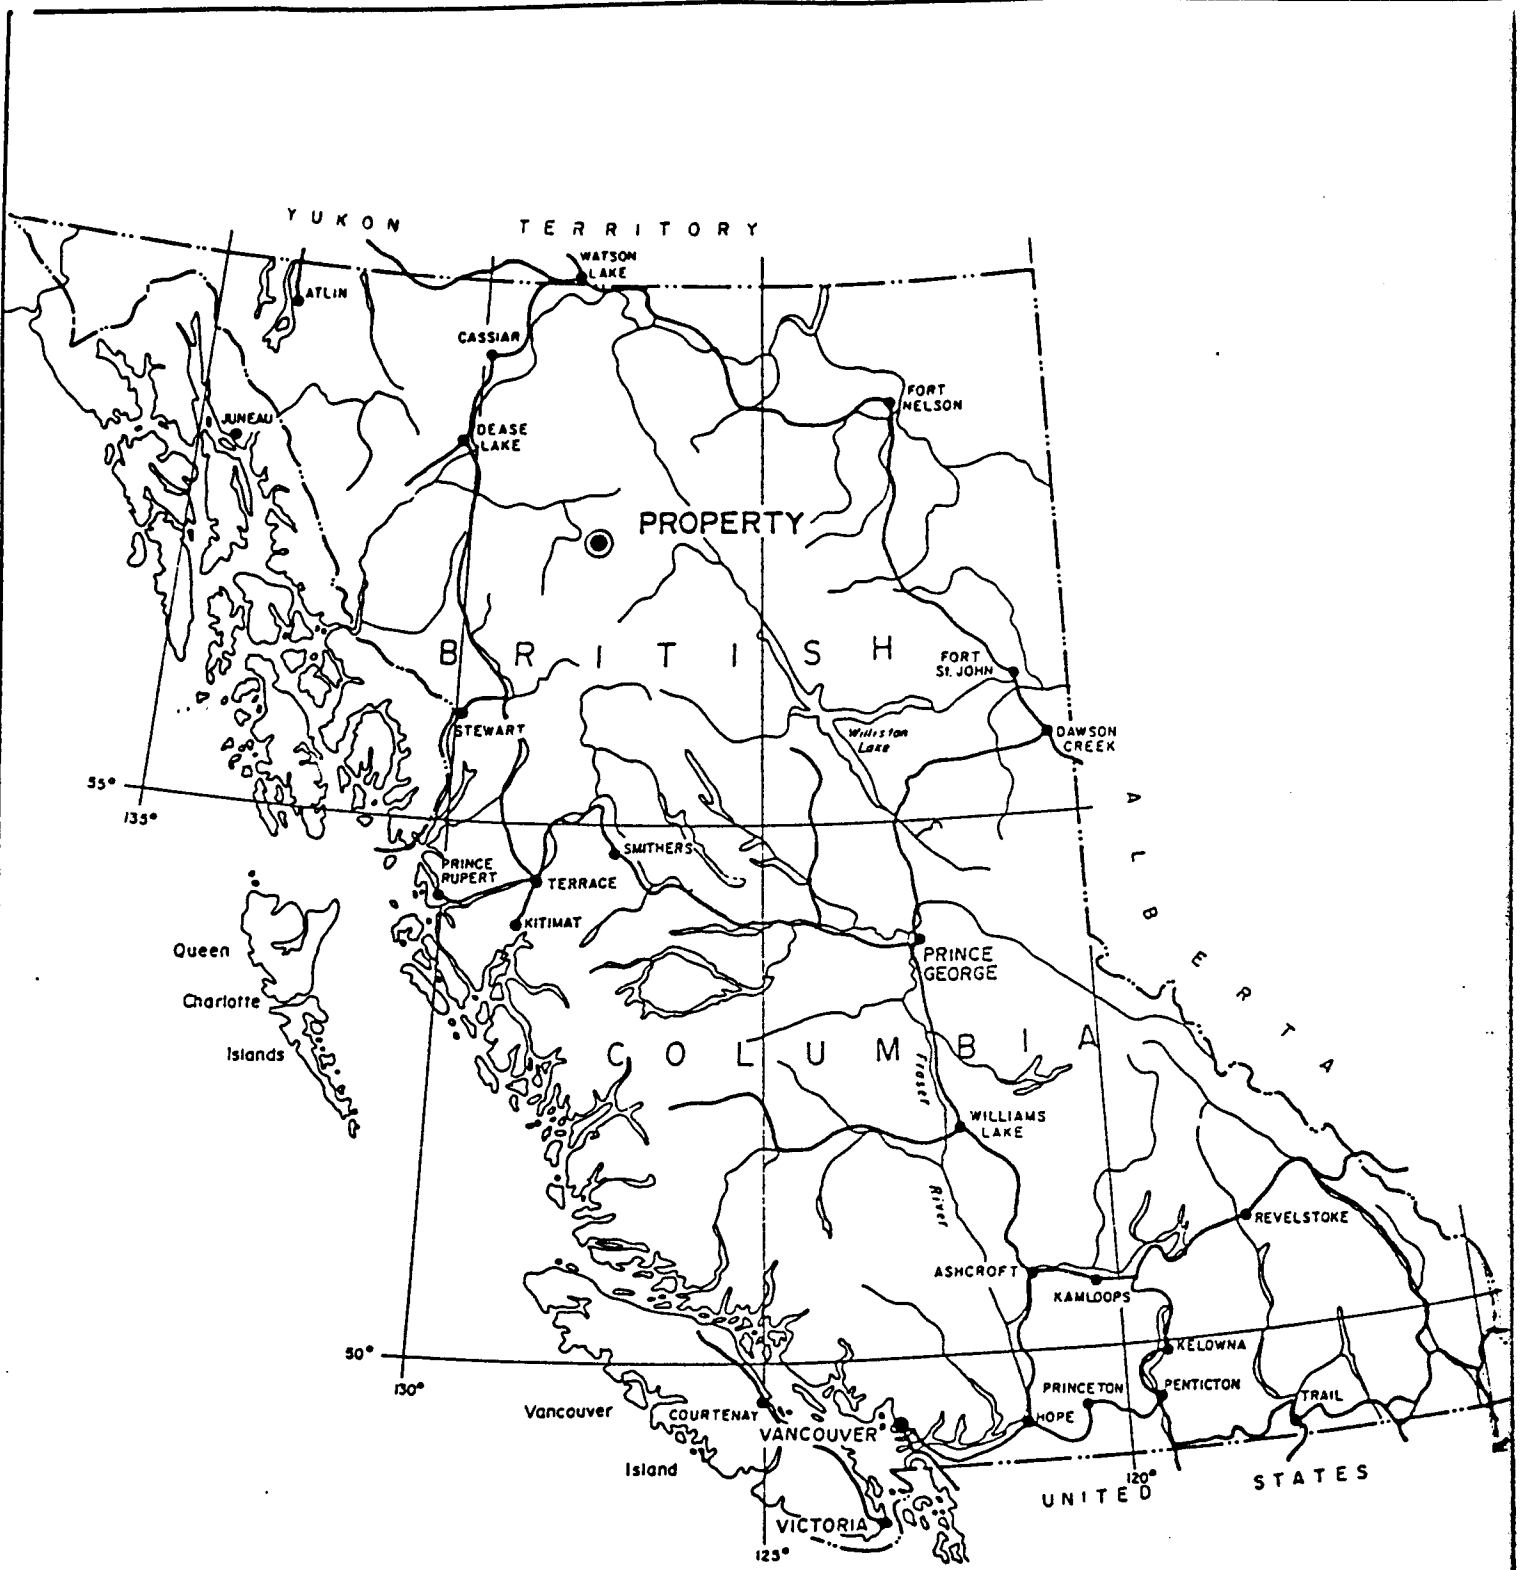 YUKON TERRITORY
WATSON
LAKE
ATLIN
CASSIAR
JUNEAU
DEASE
LAKE
FORT
NELSON
PROPERTY
BRITISH
FORT
St. JOHN
STEWART
Williston
Lake
DAWSON
CREEK
55°
135°
ALBERTA
SMITHERS
PRINCE
RUPERT
TERRACE
KITIMAT
Queen
Charlotte
Islands
PRINCE
GEORGE
COLUMBIA
Fraser
River
WILLIAMS
LAKE
REVELSTOKE
ASHCROFT
KAMLOOPS
50°
130°
KELOWNA
PRINCETON
PENTICTON
TRAIL
HOPE
Vancouver
Island
COURTENAY
VANCOUVER
VICTORIA
125°
120°
UNITED STATES